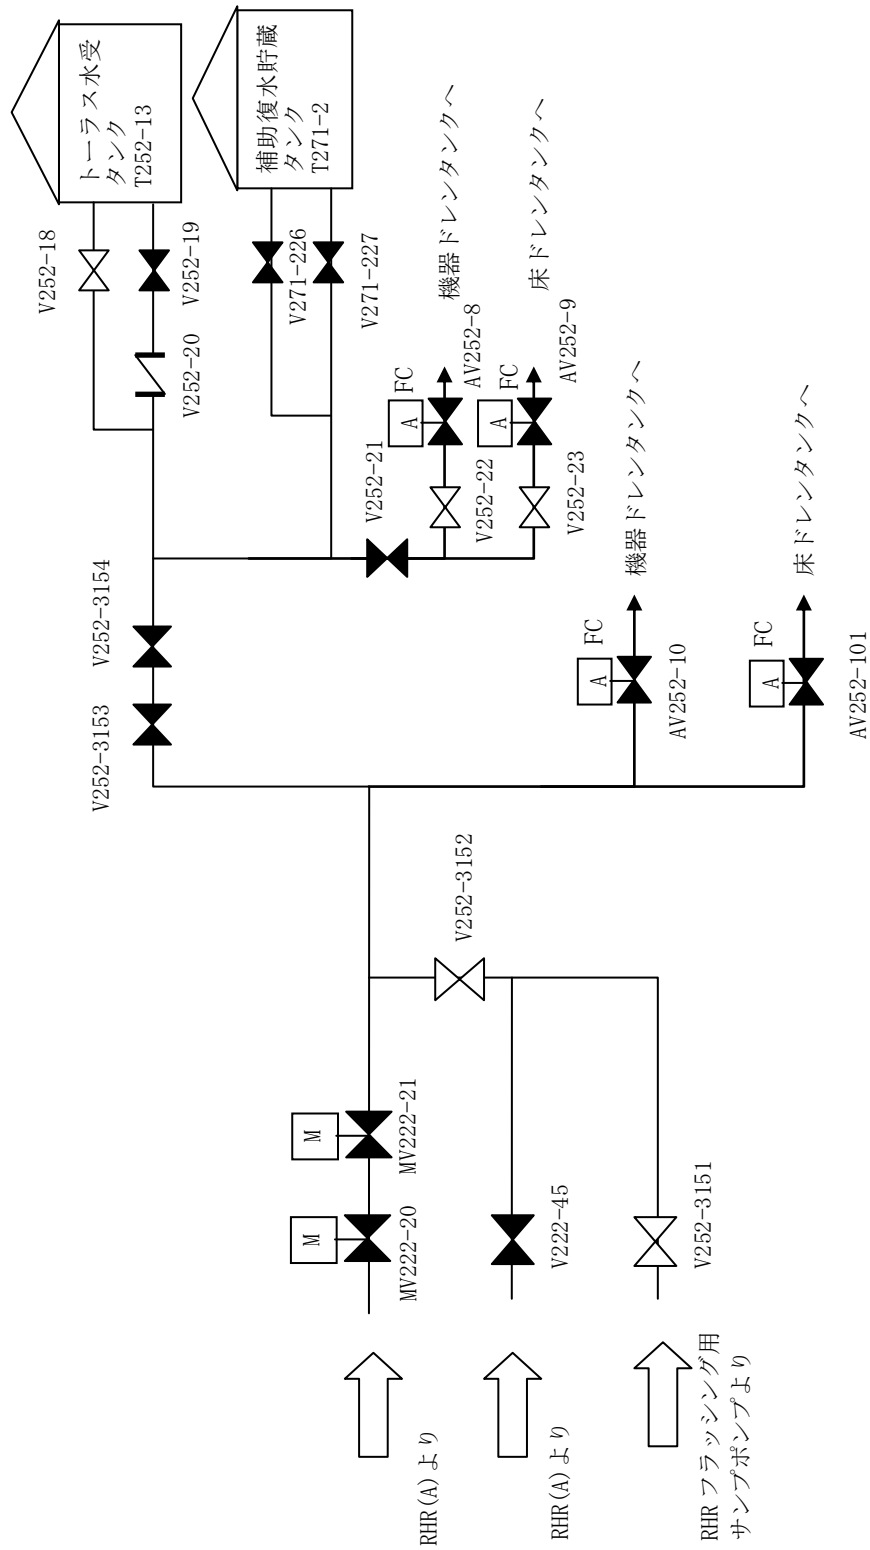 トーラス水受
タンク
T252-13
補助復水貯蔵
タンク
T271-2
V252-18
V252-19
V252-20
V271-226
V271-227
機器ドレンタンクへ
床ドレンタンクへ
A
FC
AV252-8
A
FC
AV252-9
V252-21
V252-22
V252-23
V252-3154
V252-3153
機器ドレンタンクへ
床ドレンタンクへ
A
FC
AV252-10
A
FC
AV252-101
V252-3152
M
MV222-21
M
MV222-20
V222-45
V252-3151
RHR(A)より
RHR(A)より
RHRフラッシング用
サンプポンプより